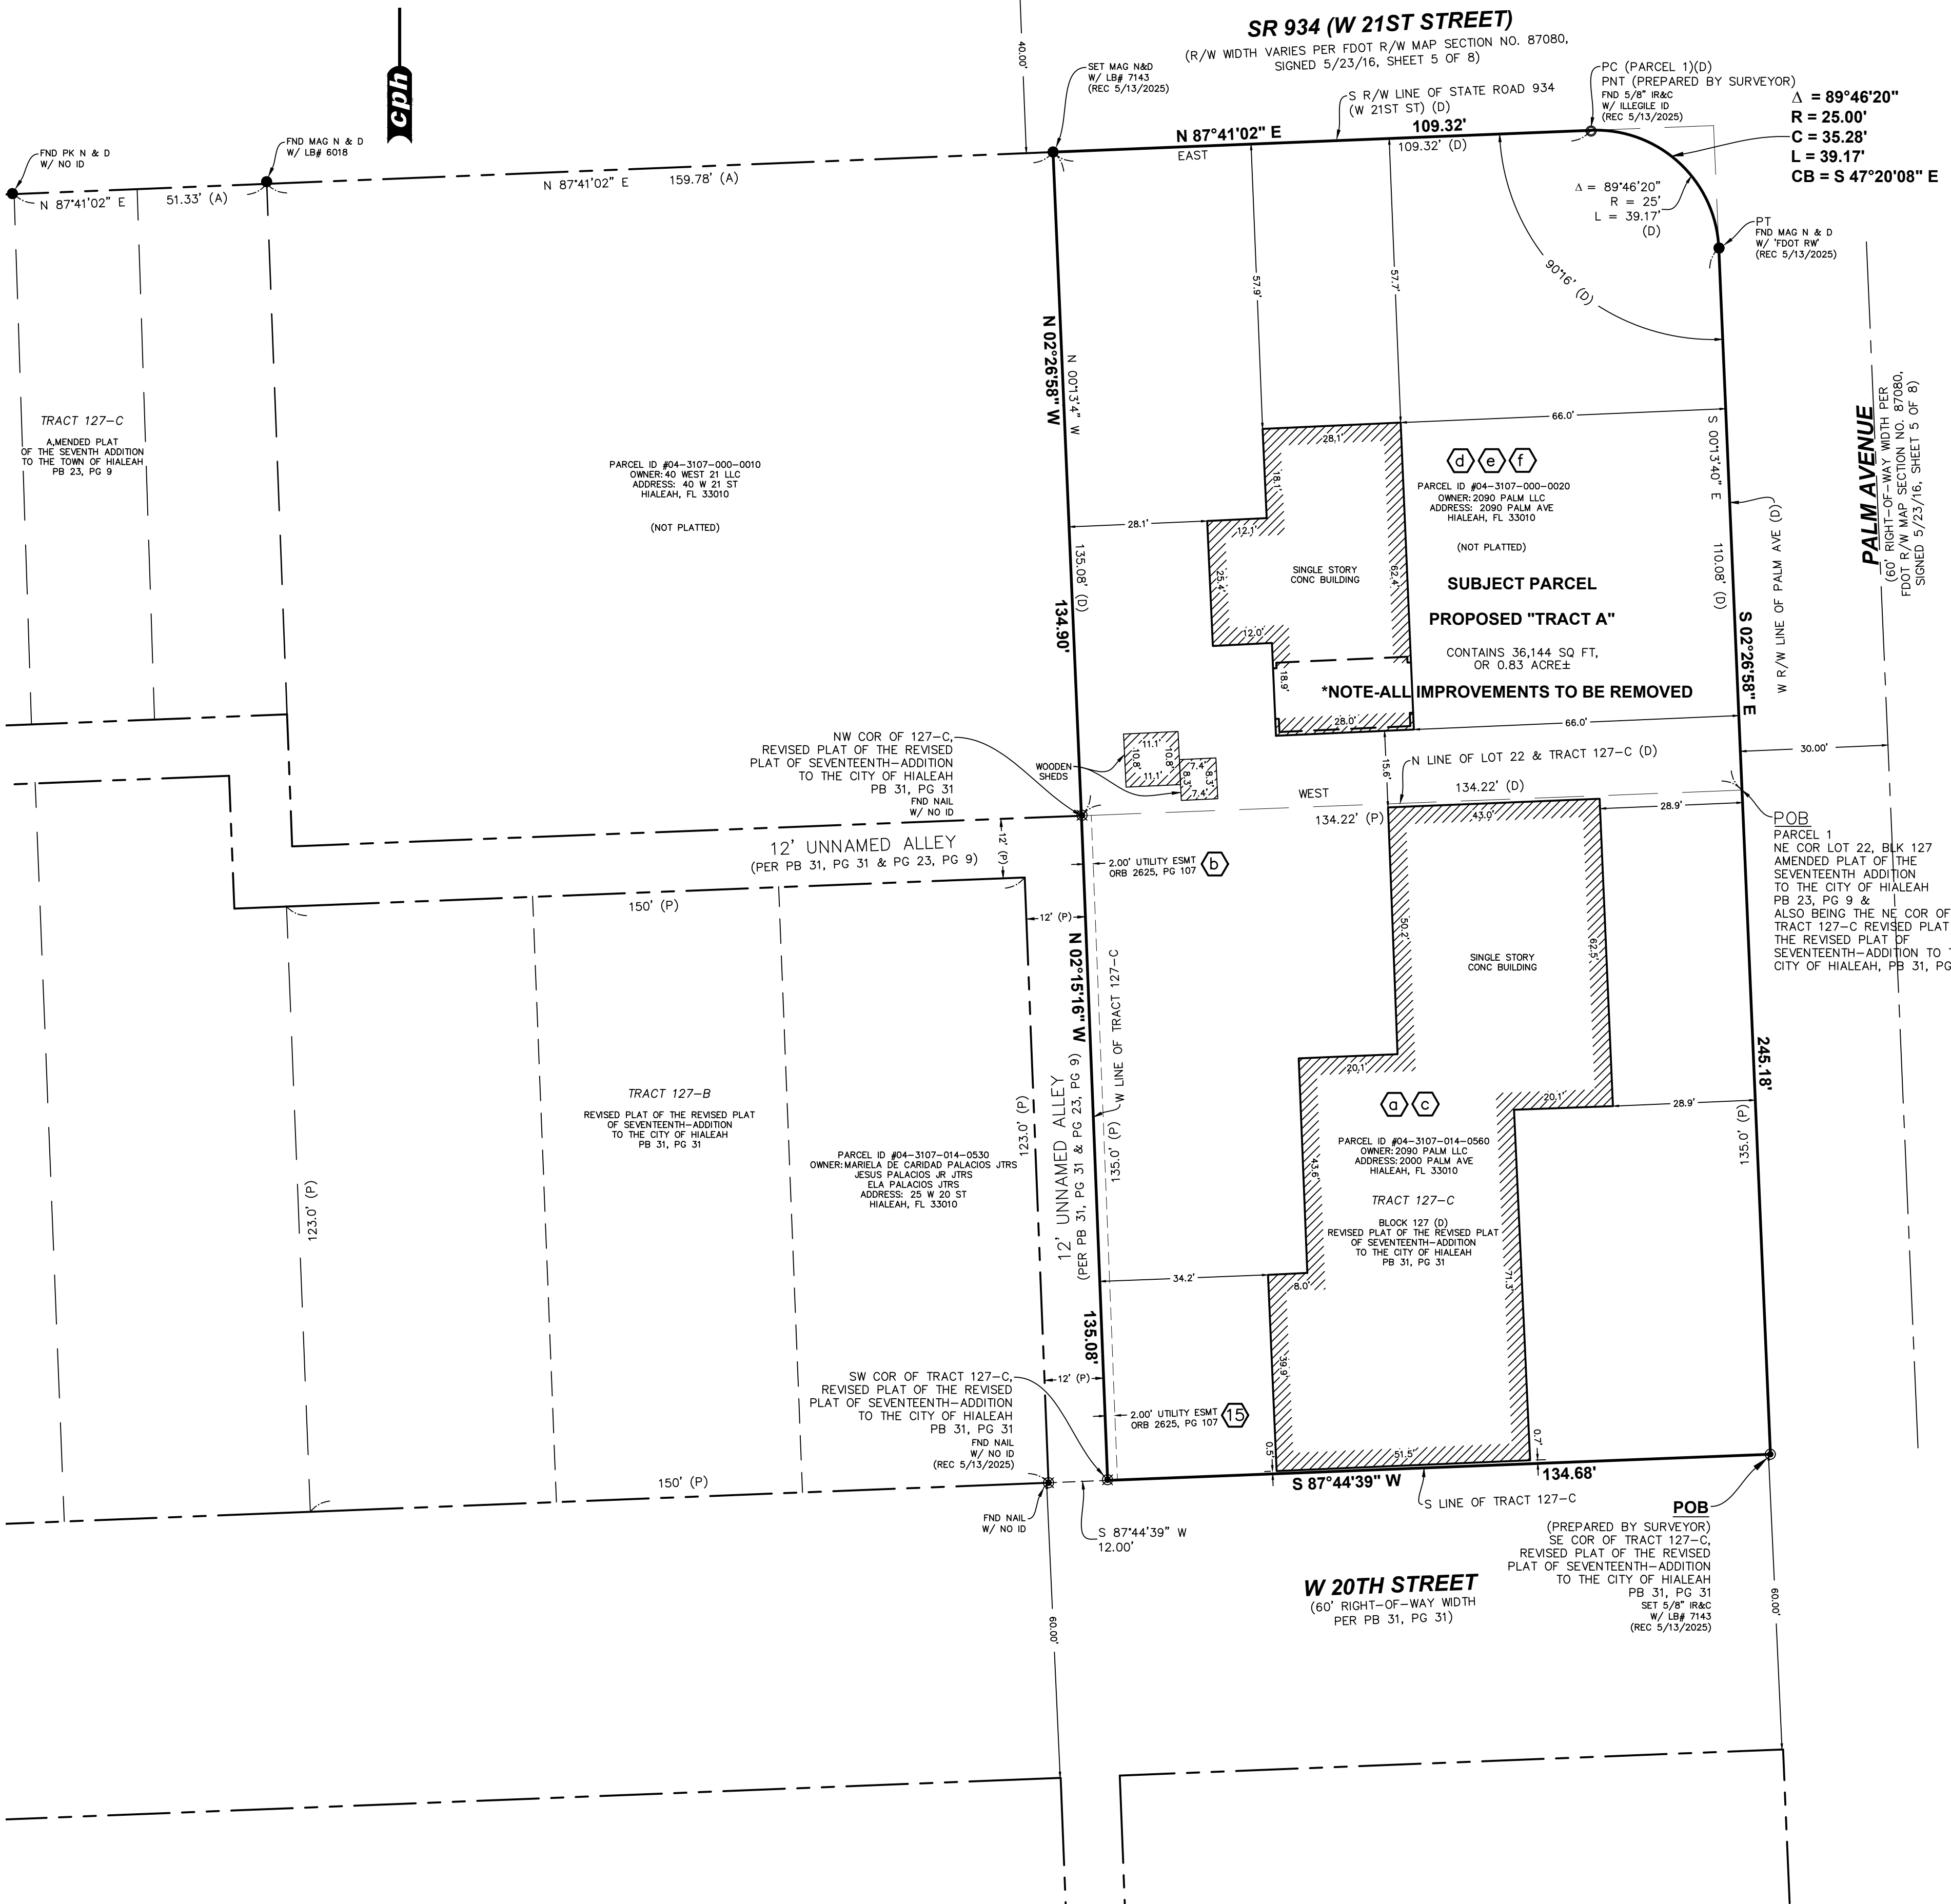 cph
SR 934 (W 21ST STREET)
(R/W WIDTH VARIES PER FDOT R/W MAP SECTION NO. 87080,
SIGNED 5/23/16, SHEET 5 OF 8)
40.00'
SET MAG N&D
W/ LB# 7143
(REC 5/13/2025)
S R/W LINE OF STATE ROAD 934
(W 21ST ST) (D)
PC (PARCEL 1)(D)
PNT (PREPARED BY SURVEYOR)
FND 5/8" IR&C
W/ ILLEGILE ID
(REC 5/13/2025)
Δ = 89°46'20"
R = 25.00'
C = 35.28'
L = 39.17'
CB = S 47°20'08" E
N 87°41'02" E
109.32'
EAST
109.32' (D)
FND PK N & D
W/ NO ID
FND MAG N & D
W/ LB# 6018
N 87°41'02" E
51.33' (A)
N 87°41'02" E
159.78' (A)
Δ = 89°46'20"
R = 25'
L = 39.17'
(D)
PT
FND MAG N & D
W/ 'FDOT RW'
(REC 5/13/2025)
90°16' (D)
57.9'
57.7'
N 02°26'58" W
N 00°13'4" W
135.08' (D)
134.90'
TRACT 127-C
A,MENDED PLAT
OF THE SEVENTH ADDITION
TO THE TOWN OF HIALEAH
PB 23, PG 9
PARCEL ID #04-3107-000-0010
OWNER: 40 WEST 21 LLC
ADDRESS: 40 W 21 ST
HIALEAH, FL 33010
(NOT PLATTED)
66.0'
28.1'
18.1'
28.1'
12.1'
25.4'
SINGLE STORY
CONC BUILDING
62.4'
12.0'
18.9'
28.0'
d e f
PARCEL ID #04-3107-000-0020
OWNER: 2090 PALM LLC
ADDRESS: 2090 PALM AVE
HIALEAH, FL 33010
(NOT PLATTED)
SUBJECT PARCEL
PROPOSED "TRACT A"
CONTAINS 36,144 SQ FT,
OR 0.83 ACRE±
*NOTE-ALL IMPROVEMENTS TO BE REMOVED
66.0'
S 00°13'40" E
110.08' (D)
S 02°26'58" E
W R/W LINE OF PALM AVE (D)
PALM AVENUE
(60' RIGHT-OF-WAY WIDTH PER
FDOT R/W MAP SECTION NO. 87080,
SIGNED 5/23/16, SHEET 5 OF 8)
30.00'
NW COR OF 127-C,
REVISED PLAT OF THE REVISED
PLAT OF SEVENTEENTH-ADDITION
TO THE CITY OF HIALEAH
PB 31, PG 31
FND NAIL
W/ NO ID
WOODEN
SHEDS
11.1'
10.8'
10.8'
11.1'
7.4'
8.3'
8.3'
7.4'
15.6'
N LINE OF LOT 22 & TRACT 127-C (D)
WEST
134.22' (D)
134.22' (P)
43.0'
28.9'
POB
PARCEL 1
NE COR LOT 22, BLK 127
AMENDED PLAT OF THE
SEVENTEENTH ADDITION
TO THE CITY OF HIALEAH
PB 23, PG 9 &
ALSO BEING THE NE COR OF
TRACT 127-C REVISED PLAT
THE REVISED PLAT OF
SEVENTEENTH-ADDITION TO
CITY OF HIALEAH, PB 31, PG
12' UNNAMED ALLEY
(PER PB 31, PG 31 & PG 23, PG 9)
12' (P)
2.00' UTILITY ESMT
ORB 2625, PG 107
b
150' (P)
12' (P)
N 02°15'16" W
W LINE OF TRACT 127-C
135.0' (P)
12' UNNAMED ALLEY
(PER PB 31, PG 31 & PG 23, PG 9)
135.08'
123.0' (P)
123.0' (P)
TRACT 127-B
REVISED PLAT OF THE REVISED PLAT
OF SEVENTEENTH-ADDITION
TO THE CITY OF HIALEAH
PB 31, PG 31
PARCEL ID #04-3107-014-0530
OWNER: MARIELA DE CARIDAD PALACIOS JTRS
JESUS PALACIOS JR JTRS
ELA PALACIOS JTRS
ADDRESS: 25 W 20 ST
HIALEAH, FL 33010
50.2'
SINGLE STORY
CONC BUILDING
62.5'
20.1'
20.1'
28.9'
a c
PARCEL ID #04-3107-014-0560
OWNER: 2090 PALM LLC
ADDRESS: 2000 PALM AVE
HIALEAH, FL 33010
TRACT 127-C
BLOCK 127 (D)
REVISED PLAT OF THE REVISED PLAT
OF SEVENTEENTH-ADDITION
TO THE CITY OF HIALEAH
PB 31, PG 31
43.6'
34.2'
8.0'
71.3'
39.9'
245.18'
135.0' (P)
SW COR OF TRACT 127-C,
REVISED PLAT OF THE REVISED
PLAT OF SEVENTEENTH-ADDITION
TO THE CITY OF HIALEAH
PB 31, PG 31
FND NAIL
W/ NO ID
(REC 5/13/2025)
12' (P)
2.00' UTILITY ESMT
ORB 2625, PG 107
15
0.5'
51.5'
0.7'
S 87°44'39" W
134.68'
S LINE OF TRACT 127-C
150' (P)
FND NAIL
W/ NO ID
S 87°44'39" W
12.00'
POB
(PREPARED BY SURVEYOR)
SE COR OF TRACT 127-C,
REVISED PLAT OF THE REVISED
PLAT OF SEVENTEENTH-ADDITION
TO THE CITY OF HIALEAH
PB 31, PG 31
SET 5/8" IR&C
W/ LB# 7143
(REC 5/13/2025)
W 20TH STREET
(60' RIGHT-OF-WAY WIDTH
PER PB 31, PG 31)
60.00'
60.00'